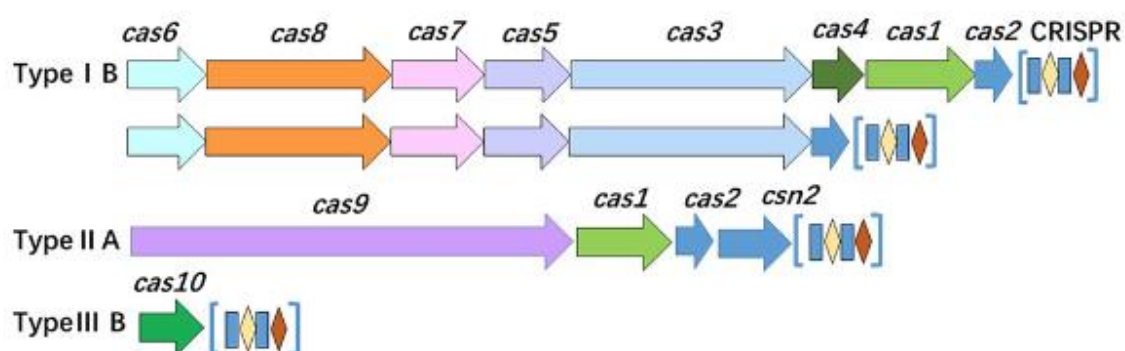 cas6 cas8 cas7 cas5 cas3 cas4 cas1 cas2 CRISPR
Type I B
cas9 cas1 cas2 csn2
Type II A
cas10
Type III B